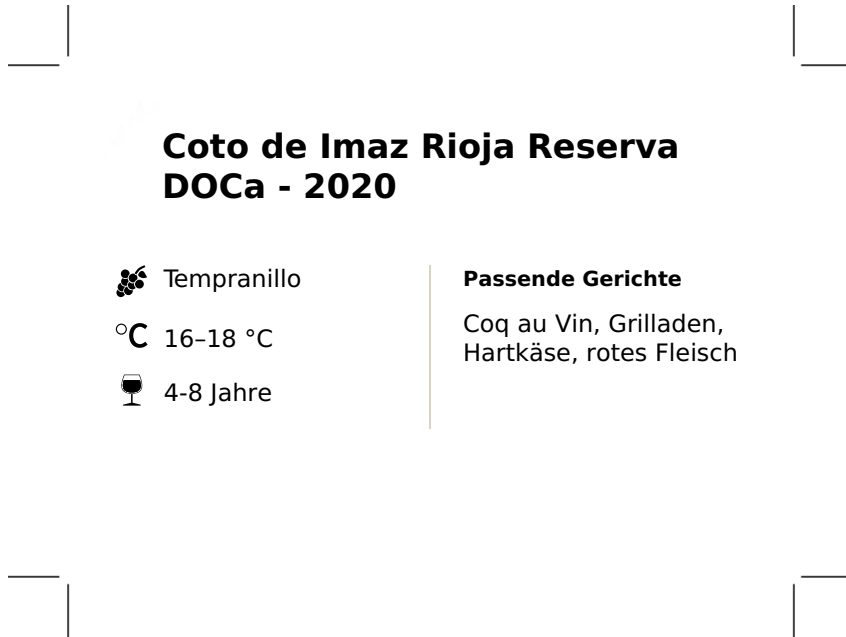 Coto de Imaz Rioja Reserva
DOCa - 2020
Tempranillo
°C 16–18 °C
4-8 Jahre
Passende Gerichte
Coq au Vin, Grilladen,
Hartkäse, rotes Fleisch